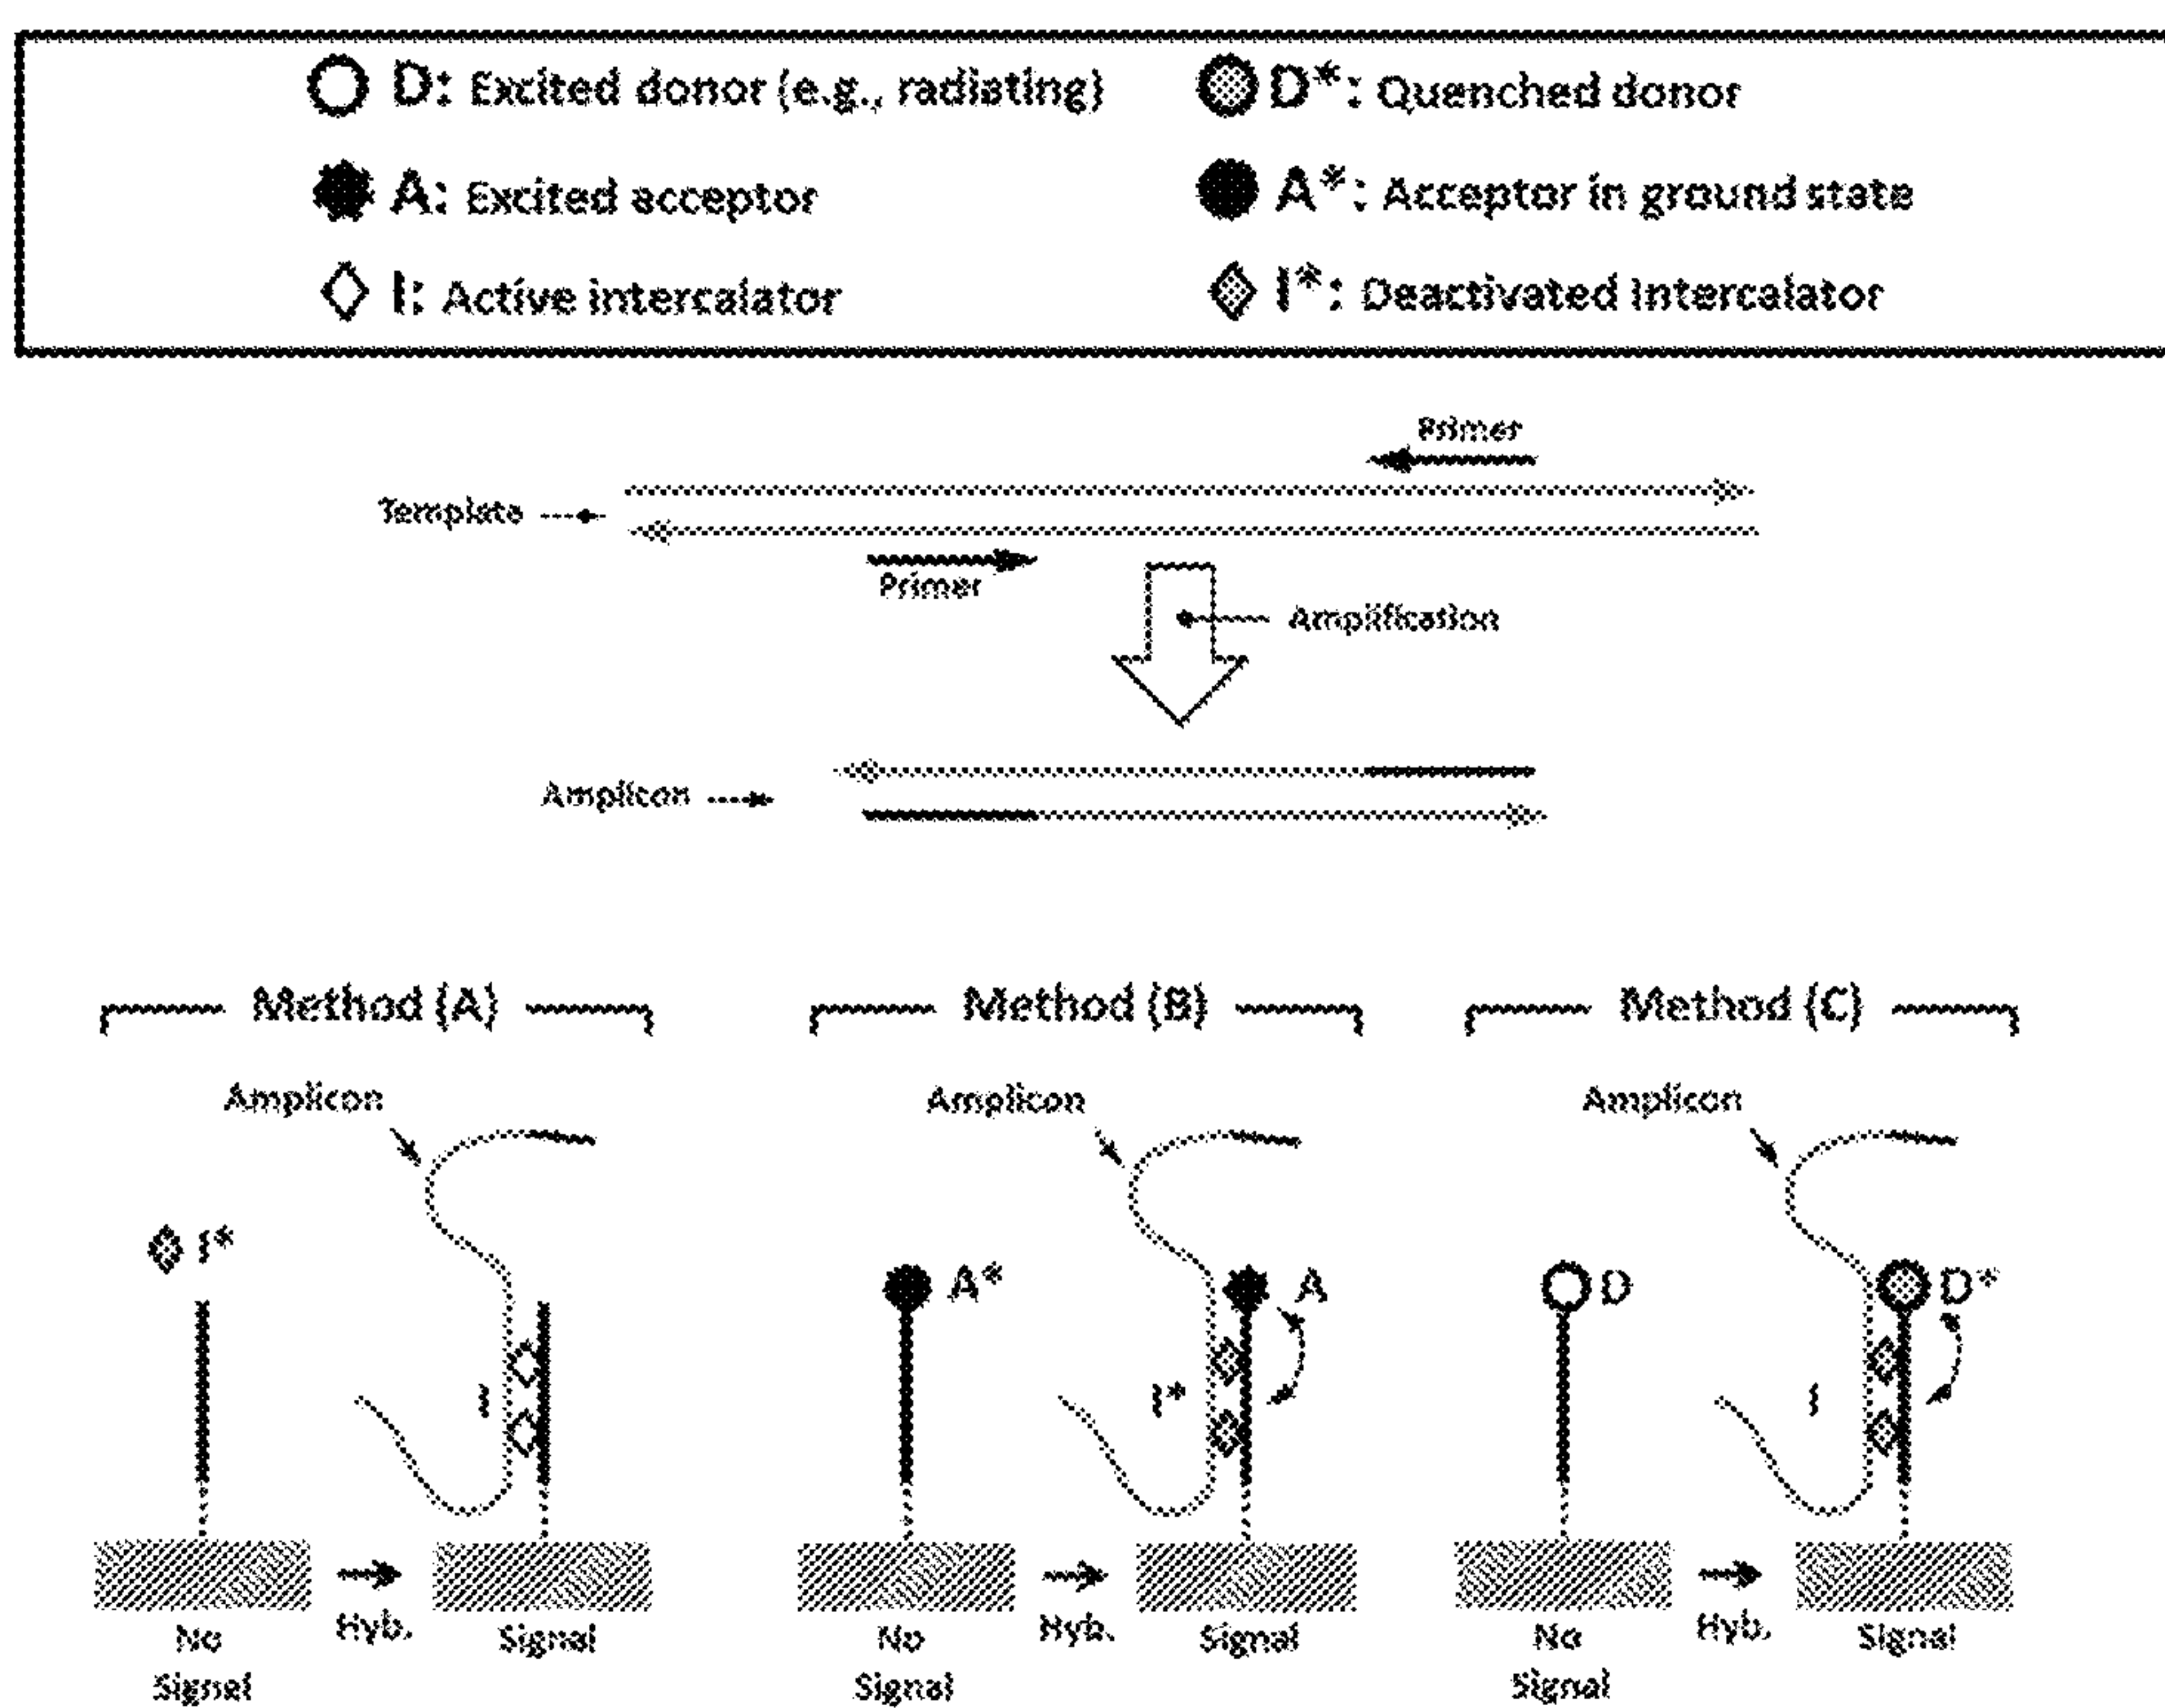 D: Excited donor (e.g., radiating)
D*: Quenched donor
A: Excited acceptor
A*: Acceptor in ground state
I: Active intercalator
I*: Deactivated Intercalator
Primer
Template
Primer
Amplification
Amplicon
Method (A)
Method (B)
Method (C)
Amplicon
Amplicon
Amplicon
I*
A*
A
D
D*
I
I*
I
No
Signal
Hyb.
Signal
No
Signal
Hyb.
Signal
No
Signal
Hyb.
Signal